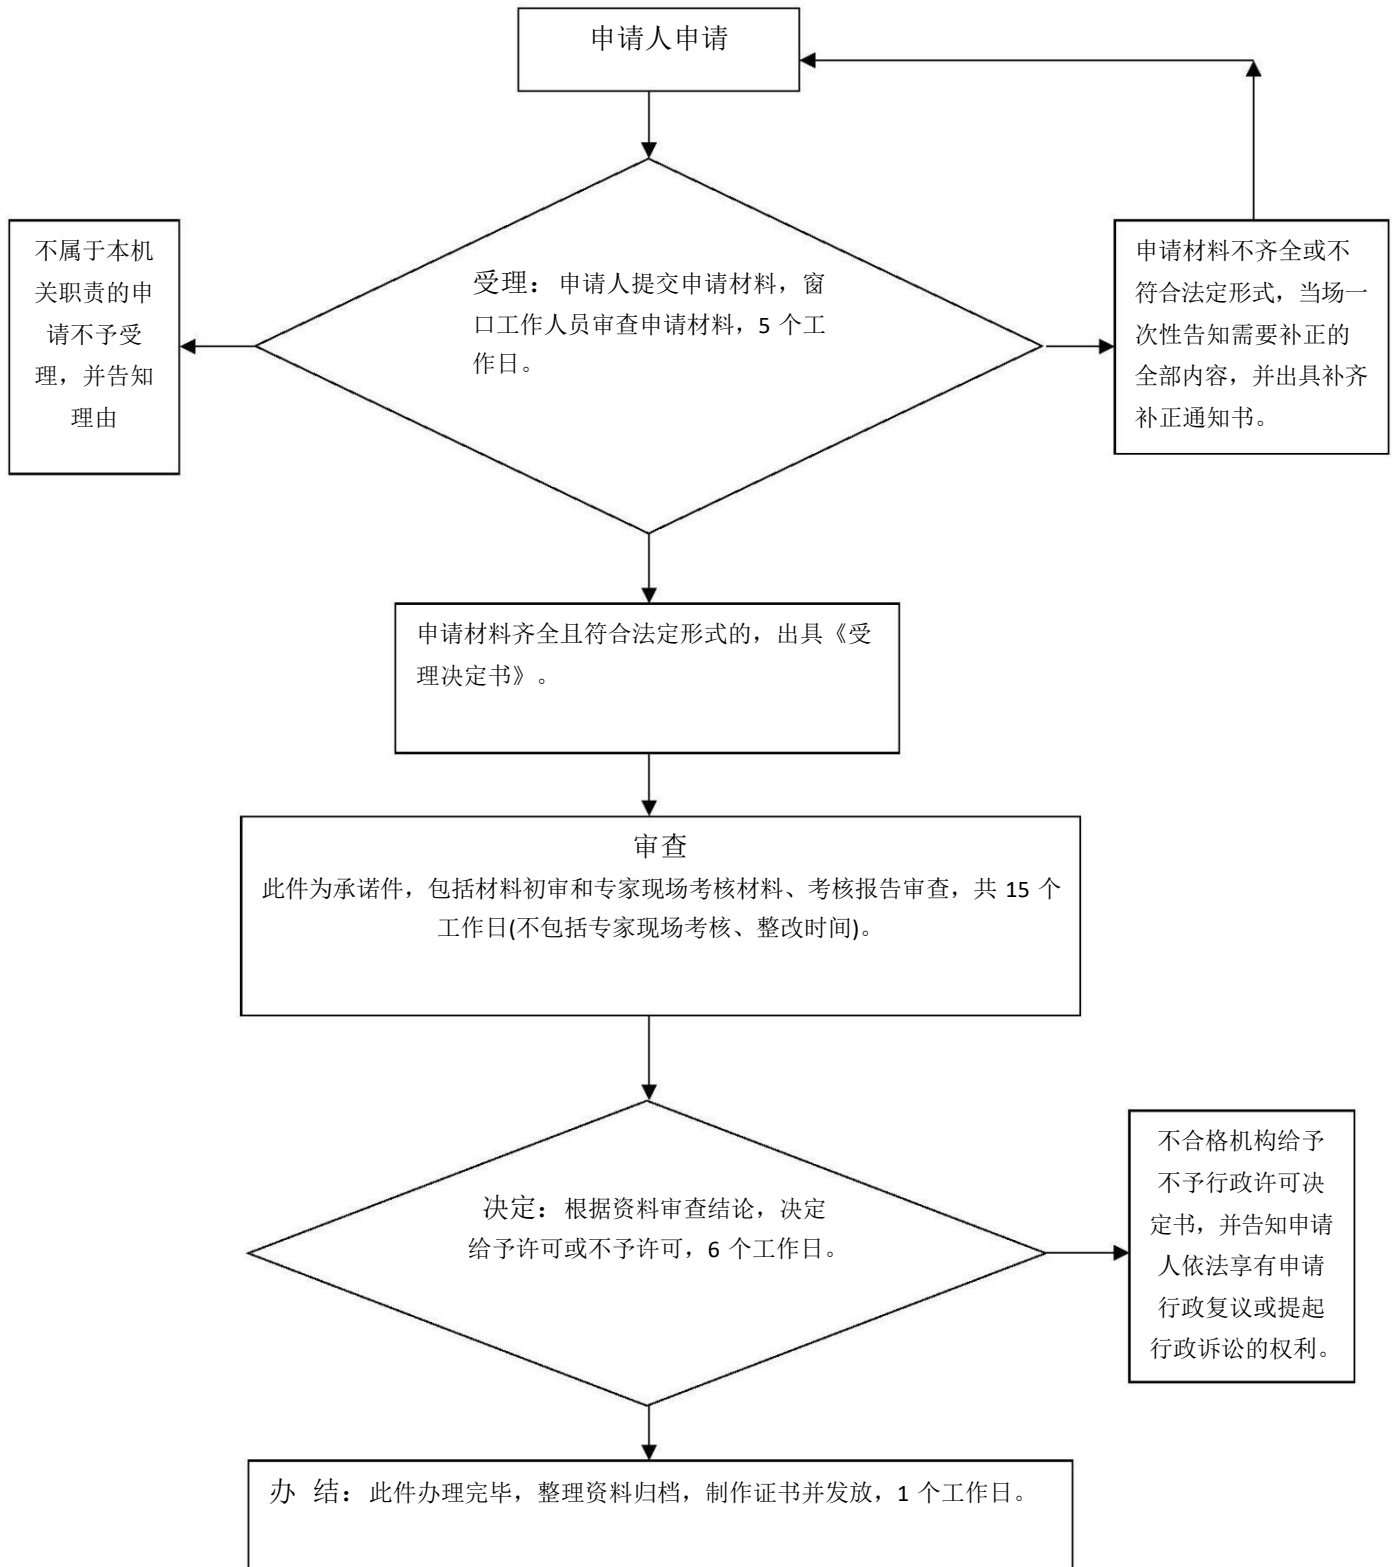 申请人申请
不属于本机
关职责的申
请不予受
理，并告知
理由
受理：申请人提交申请材料，窗
口工作人员审查申请材料，5 个工
作日。
申请材料不齐全或不
符合法定形式，当场一
次性告知需要补正的
全部内容，并出具补齐
补正通知书。
申请材料齐全且符合法定形式的，出具《受
理决定书》。
审查
此件为承诺件，包括材料初审和专家现场考核材料、考核报告审查，共 15 个
工作日(不包括专家现场考核、整改时间)。
决定：根据资料审查结论，决定
给予许可或不予许可，6 个工作日。
不合格机构给予
不予行政许可决
定书，并告知申请
人依法享有申请
行政复议或提起
行政诉讼的权利。
办 结：此件办理完毕，整理资料归档，制作证书并发放，1 个工作日。